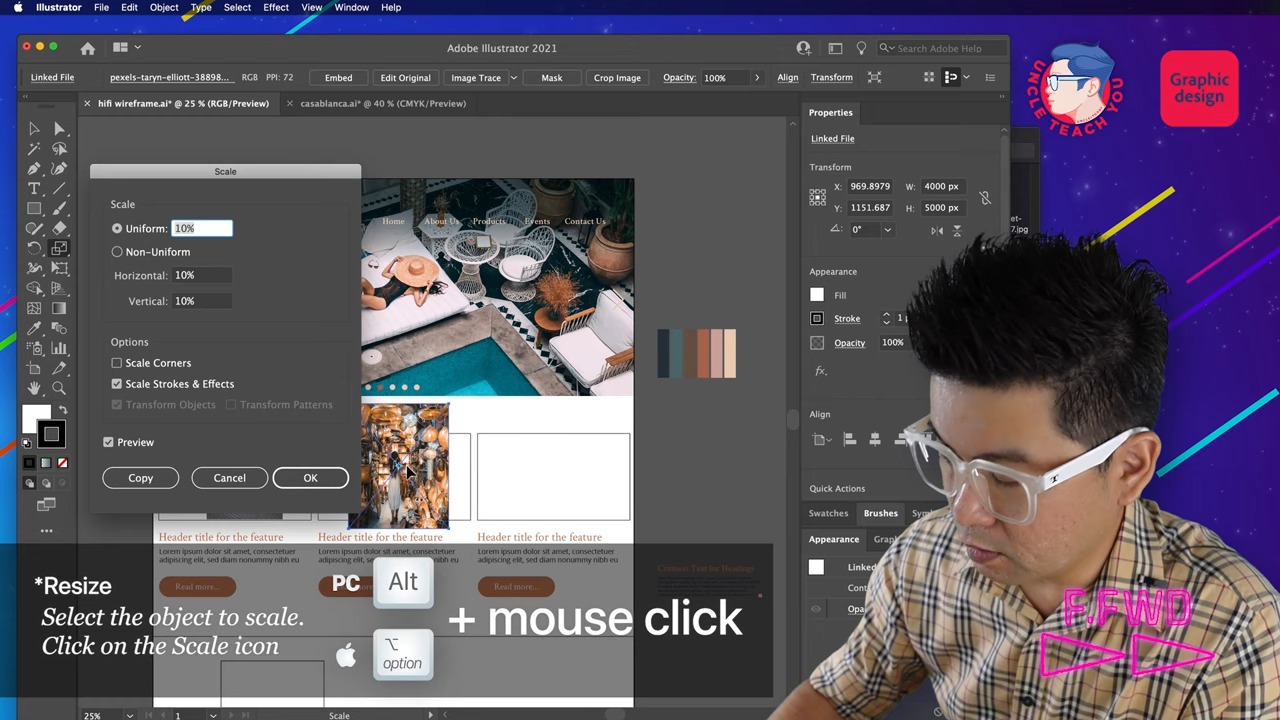 Illustrator File Edit Object Type Select Effect View Window Help
Adobe Illustrator 2021
Search Adobe Help
Linked File pexels-taryn-elliott-38898... RGB PPI: 72 Embed Edit Original Image Trace Mask Crop Image Opacity: 100% Align Transform
× hifi wireframe.ai* @ 25 % (RGB/Preview) × casablanca.ai* @ 40 % (CMYK/Preview)
UNCLE TEACH YOU
Graphic
design
Properties
Linked File
Transform
X: 969.8979 W: 4000 px
Y: 1151.687 H: 5000 px
0°
Appearance
Fill
Stroke 1
Opacity 100%
fx.
Align
Quick Actions
Swatches Brushes
Appearance
7.jpg
Scale
Scale
Uniform: 10%
Non-Uniform
Horizontal: 10%
Vertical: 10%
Options
Scale Corners
Scale Strokes & Effects
Transform Objects Transform Patterns
Preview
Copy Cancel OK
Home About Us Products Events Contact Us
Header title for the feature Header title for the feature Header title for the feature
Lorem ipsum dolor sit amet, consectetuer Lorem ipsum dolor sit amet, consectetuer Lorem ipsum dolor sit amet, consectetuer
adipiscing elit, sed diam nonummy nibh eu adipiscing elit, sed diam nonummy nibh eu adipiscing elit, sed diam nonummy nibh eu
Read more... Read more...
*Resize
Select the object to scale.
Click on the Scale icon
PC Alt
option
+ mouse click
F.FWD
25% 1 Scale